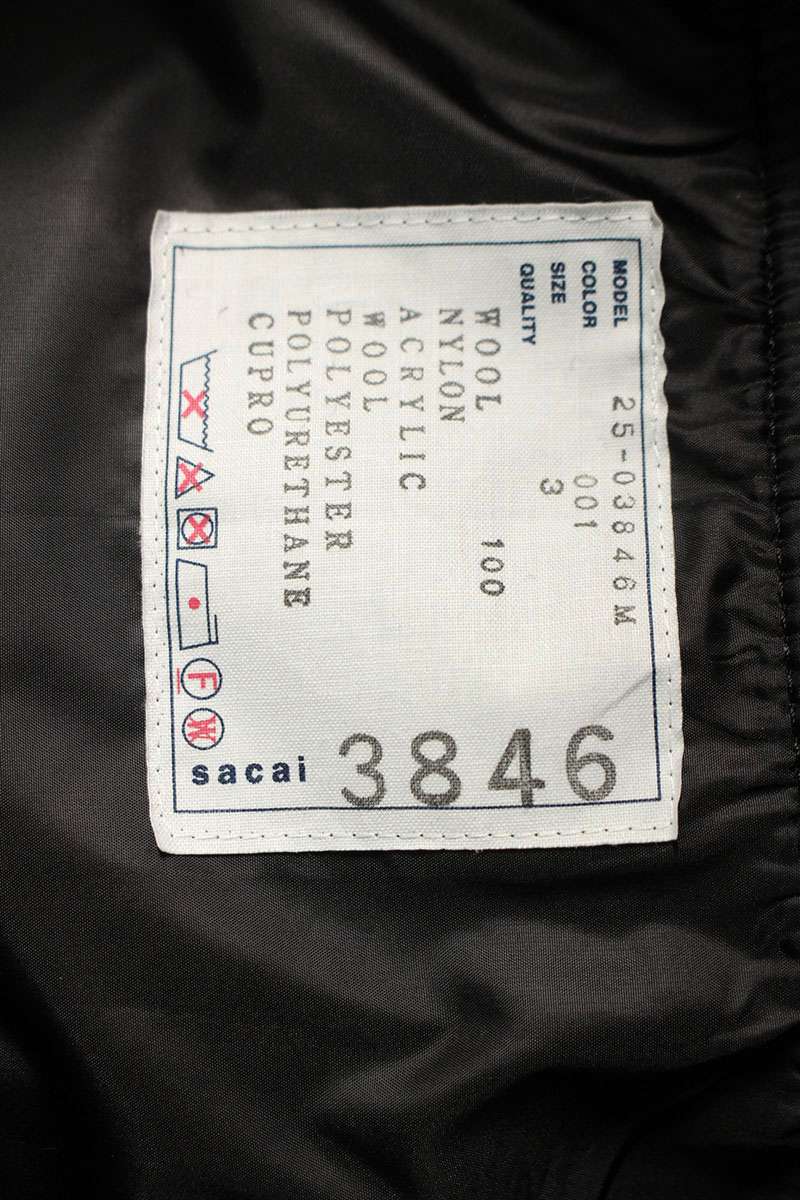 MODEL 25-03846M
COLOR 001
SIZE 3
QUALITY
WOOL 100
NYLON
ACRYLIC
WOOL
POLYESTER
POLYURETHANE
CUPRO
F
W
sacai
3846